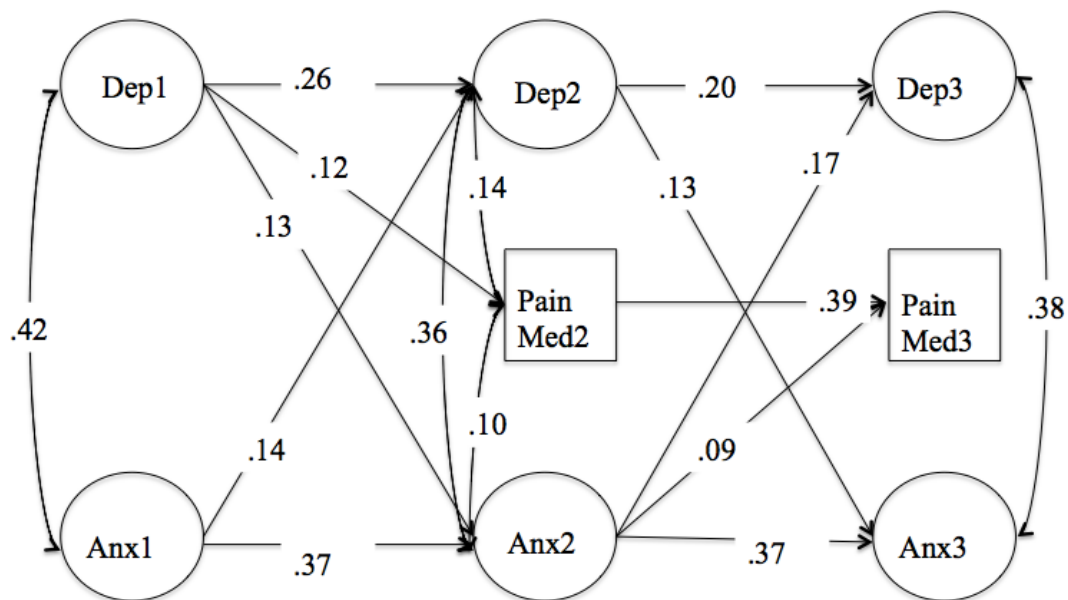 Dep1
.26
Dep2
.20
Dep3
.12
.14
.17
.13
.13
.42
.36
Pain
Med2
.39
Pain
Med3
.38
.14
.10
.09
Anx1
.37
Anx2
.37
Anx3